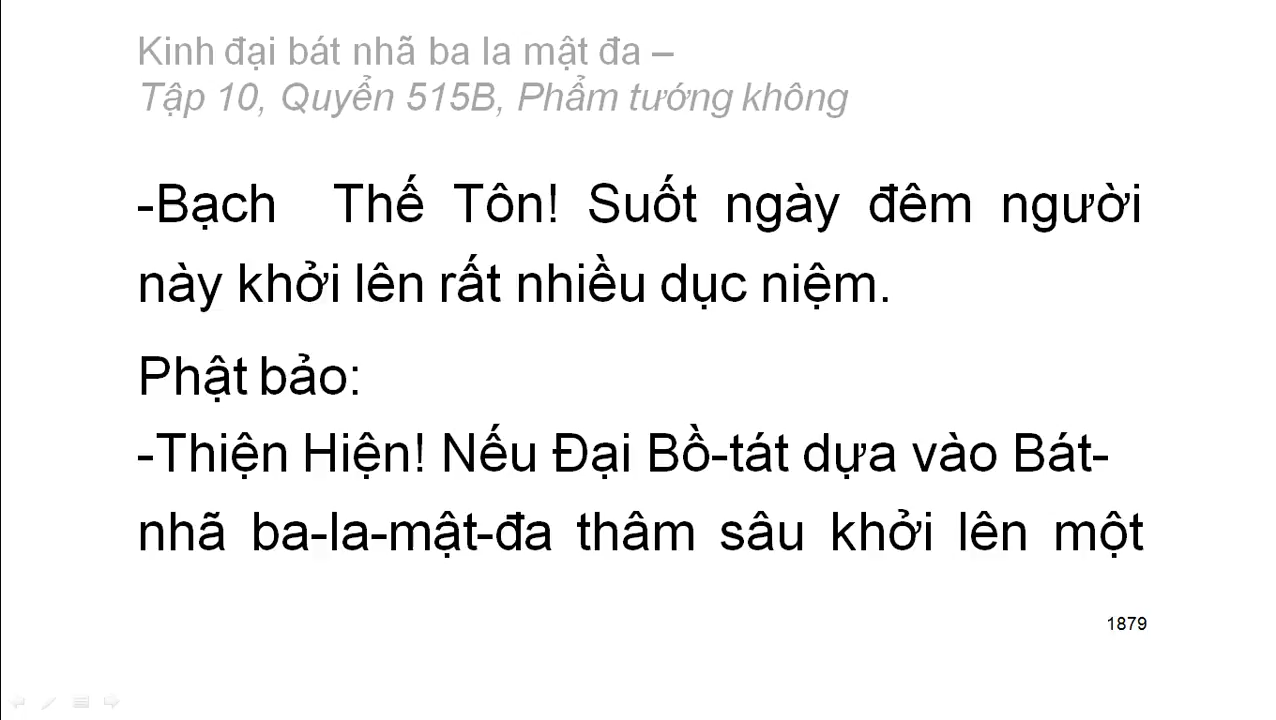 Kinh đại bát nhã ba la mật đa –
Tập 10, Quyển 515B, Phẩm tướng không
-Bạch Thế Tôn! Suốt ngày đêm người
này khởi lên rất nhiều dục niệm.
Phật bảo:
-Thiện Hiện! Nếu Đại Bồ-tát dựa vào Bát-
nhã ba-la-mật-đa thâm sâu khởi lên một
1879